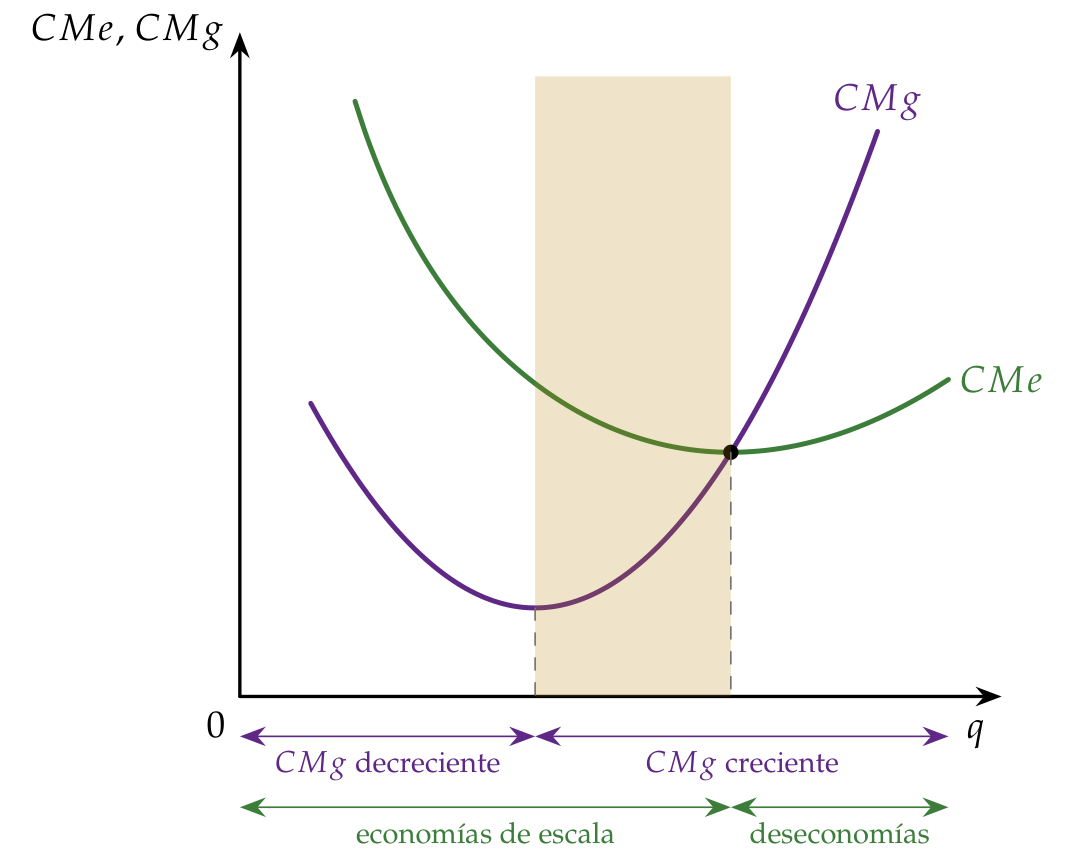 CMe, CMg
CMg
CMe
0
q
CMg decreciente
CMg creciente
economías de escala
deseconomías